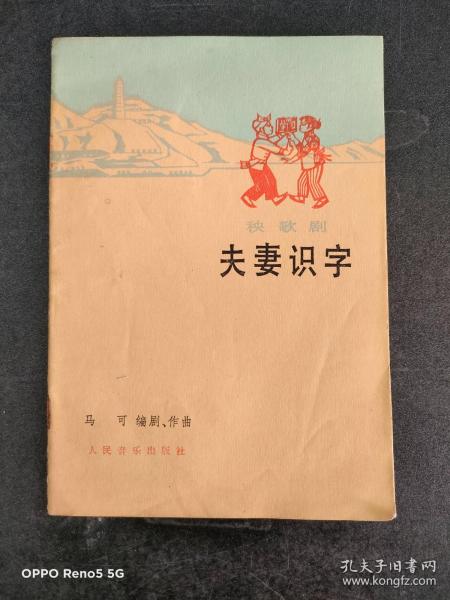 秧歌剧
夫妻识字
马可 编剧、作曲
人民音乐出版社
OPPO Reno5 5G
孔夫子旧书网
www.kongfz.com